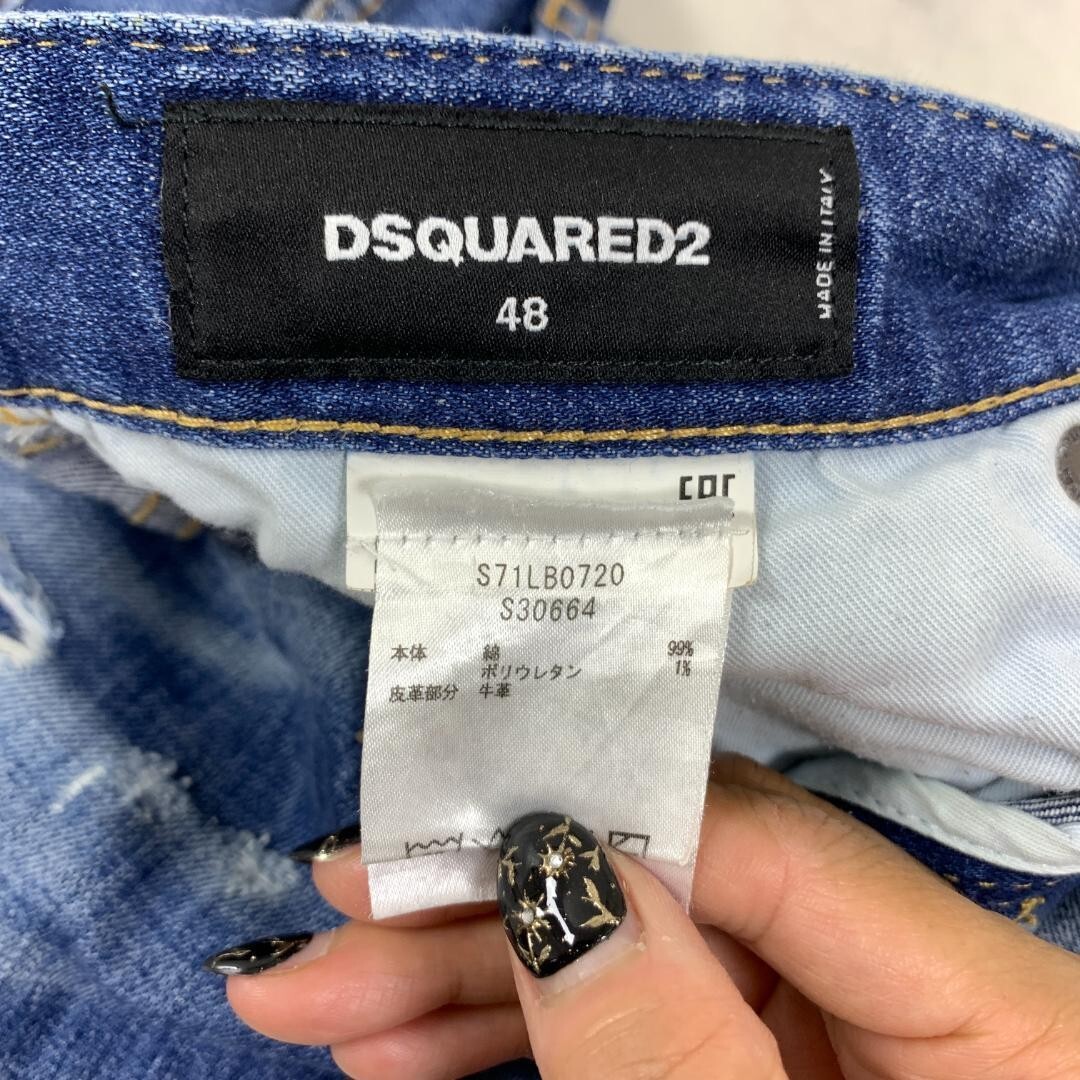 DSQUARED2
48
MADE IN ITALY
EAC
S71LB0720
S30664
本体 綿 99%
ポリウレタン 1%
皮革部分 牛革